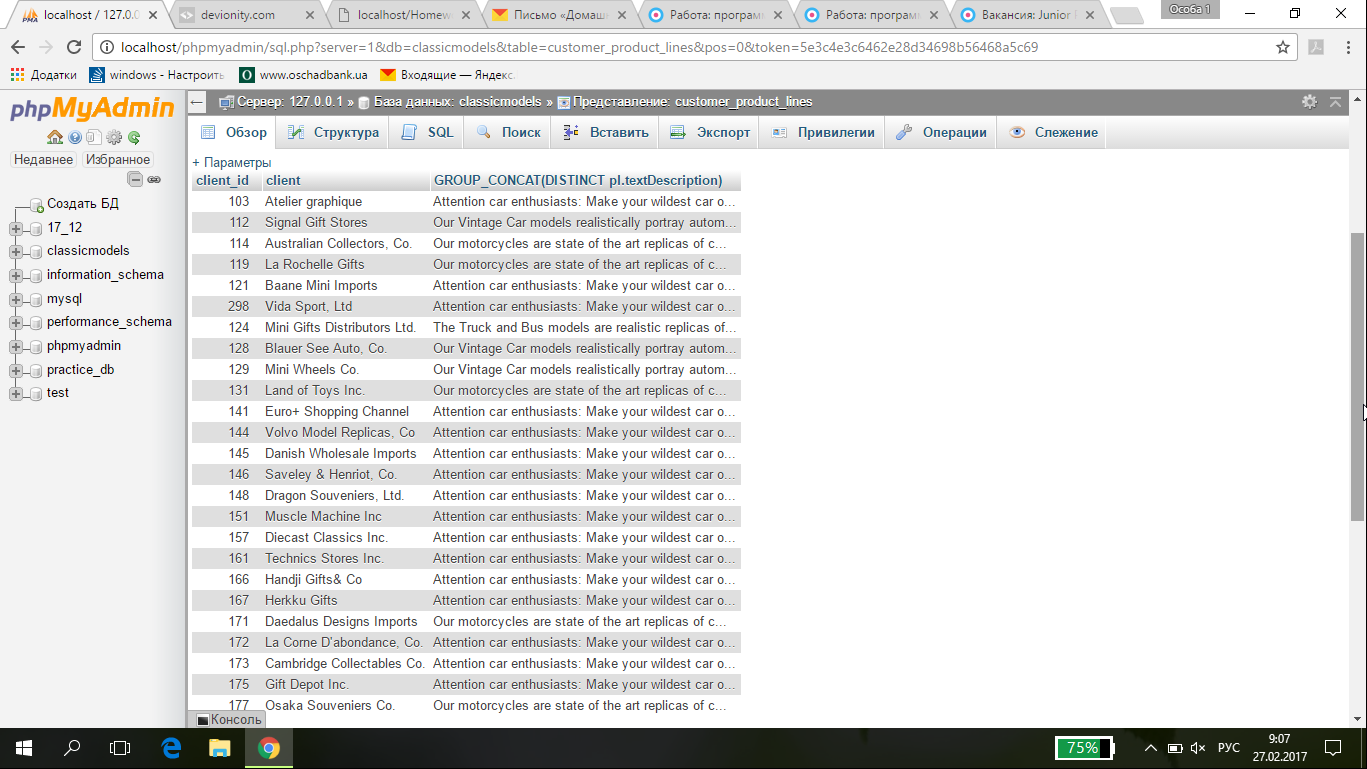 localhost / 127.0.0
devionity.com
localhost/Homew
Письмо «Домаш
Работа: програм
Работа: програм
Вакансия: Junior
Особа 1
localhost/phpmyadmin/sql.php?server=1&db=classicmodels&table=customer_product_lines&pos=0&token=5e3c4e3c6462e28d34698b56468a5c69
Додатки
windows - Настроить
www.oschadbank.ua
Входящие — Яндекс.
phpMyAdmin
Недавнее
Избранное
Создать БД
17_12
classicmodels
information_schema
mysql
performance_schema
phpmyadmin
practice_db
test
Сервер: 127.0.0.1 » База данных: classicmodels » Представление: customer_product_lines
Обзор
Структура
SQL
Поиск
Вставить
Экспорт
Привилегии
Операции
Слежение
+ Параметры
client_id client GROUP_CONCAT(DISTINCT pl.textDescription)
103 Atelier graphique Attention car enthusiasts: Make your wildest car o...
112 Signal Gift Stores Our Vintage Car models realistically portray autom...
114 Australian Collectors, Co. Our motorcycles are state of the art replicas of c...
119 La Rochelle Gifts Our motorcycles are state of the art replicas of c...
121 Baane Mini Imports Attention car enthusiasts: Make your wildest car o...
298 Vida Sport, Ltd Attention car enthusiasts: Make your wildest car o...
124 Mini Gifts Distributors Ltd. The Truck and Bus models are realistic replicas of...
128 Blauer See Auto, Co. Our Vintage Car models realistically portray autom...
129 Mini Wheels Co. Our Vintage Car models realistically portray autom...
131 Land of Toys Inc. Our motorcycles are state of the art replicas of c...
141 Euro+ Shopping Channel Attention car enthusiasts: Make your wildest car o...
144 Volvo Model Replicas, Co Attention car enthusiasts: Make your wildest car o...
145 Danish Wholesale Imports Attention car enthusiasts: Make your wildest car o...
146 Saveley & Henriot, Co. Attention car enthusiasts: Make your wildest car o...
148 Dragon Souveniers, Ltd. Attention car enthusiasts: Make your wildest car o...
151 Muscle Machine Inc Attention car enthusiasts: Make your wildest car o...
157 Diecast Classics Inc. Attention car enthusiasts: Make your wildest car o...
161 Technics Stores Inc. Attention car enthusiasts: Make your wildest car o...
166 Handji Gifts& Co Attention car enthusiasts: Make your wildest car o...
167 Herkku Gifts Attention car enthusiasts: Make your wildest car o...
171 Daedalus Designs Imports Our motorcycles are state of the art replicas of c...
172 La Corne D'abondance, Co. Attention car enthusiasts: Make your wildest car o...
173 Cambridge Collectables Co. Attention car enthusiasts: Make your wildest car o...
175 Gift Depot Inc. Attention car enthusiasts: Make your wildest car o...
177 Osaka Souveniers Co. Our motorcycles are state of the art replicas of c...
Консоль
75%
РУС
9:07
27.02.2017